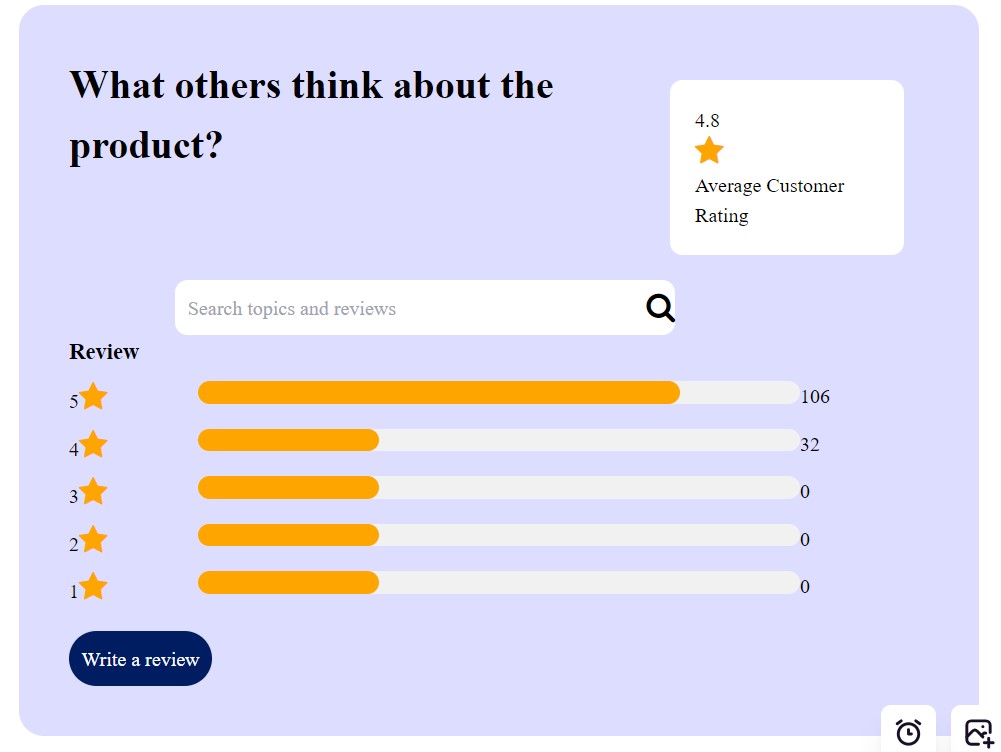 What others think about the
product?
4.8
Average Customer
Rating
Search topics and reviews
Review
5 106
4 32
3 0
2 0
1 0
Write a review